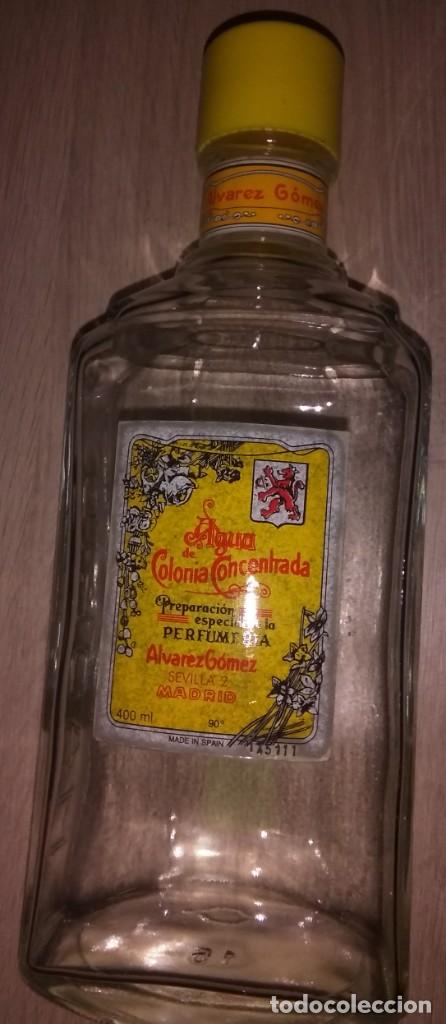 Alvarez Gómez
Agua
de
Colonia Concentrada
Preparación
especial de la
PERFUMERIA
Alvarez Gómez
SEVILLA 2
MADRID
400 ml
90°
MADE IN SPAIN
todocoleccion